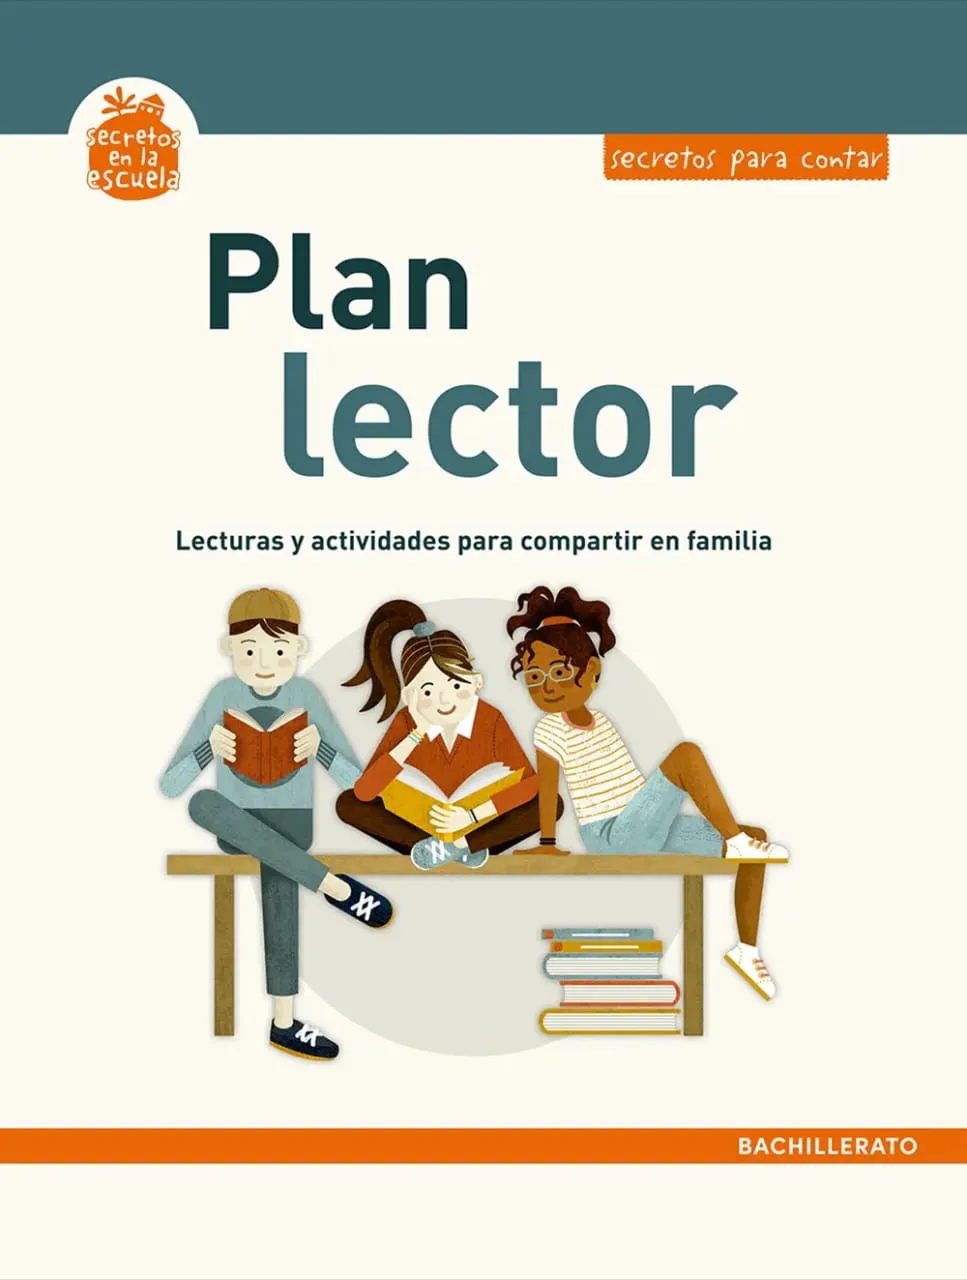 secretos
en la
escuela
secretos para contar
Plan
lector
Lecturas y actividades para compartir en familia
BACHILLERATO